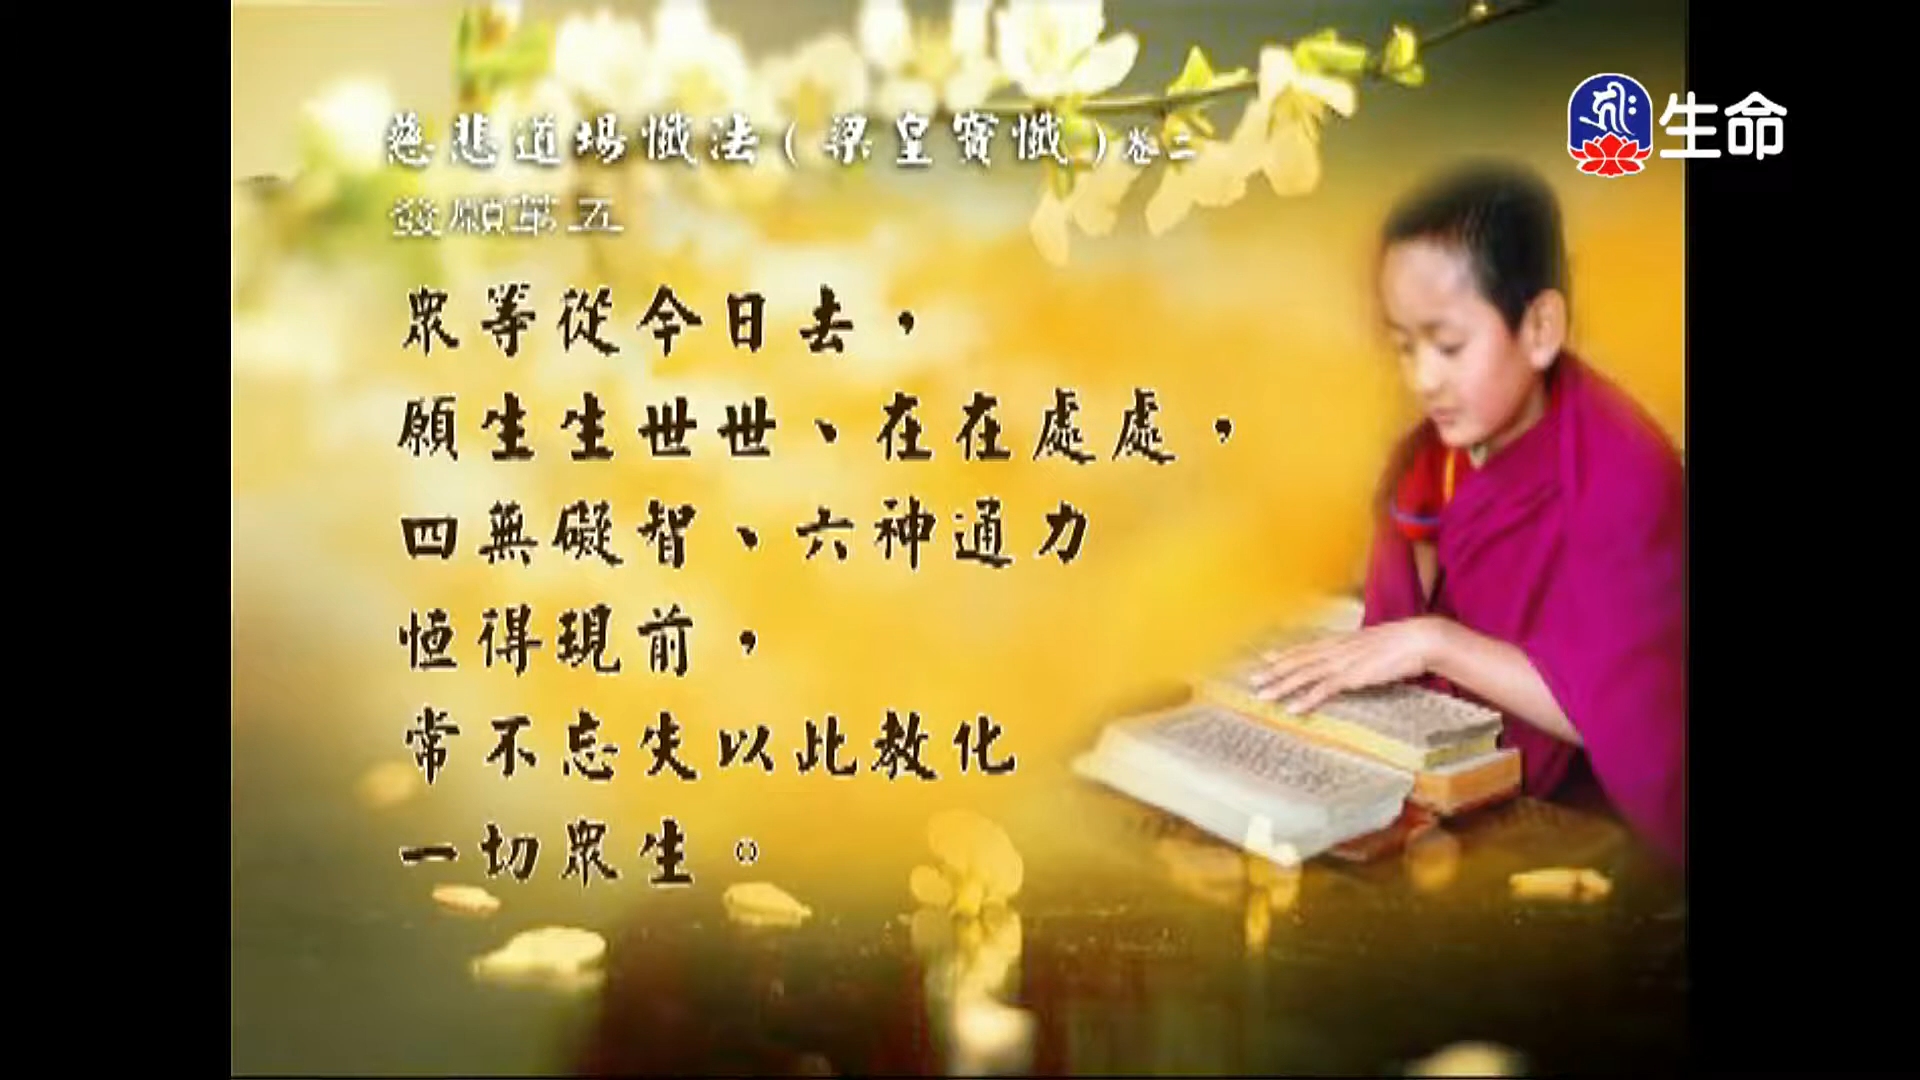 慈悲道場懺法(梁皇寶懺)卷二
發願第五
生命
眾等從今日去，
願生生世世、在在處處，
四無礙智、六神通力
恒得現前，
常不忘失以此教化
一切眾生。